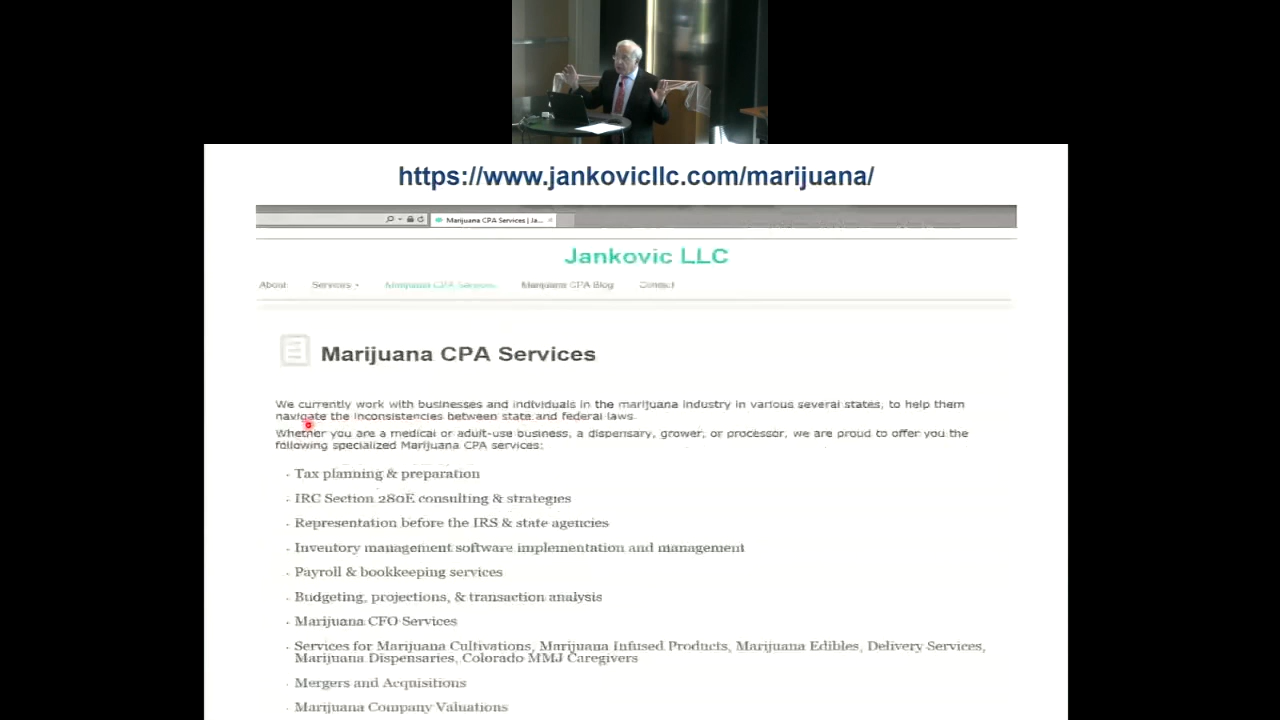 https://www.jankovicllc.com/marijuana/
Marijuana CPA Services | Ja...
Jankovic LLC
About Services Marijuana CPA Services Marijuana CPA Blog Contact
Marijuana CPA Services
We currently work with businesses and individuals in the marijuana industry in various several states, to help them
navigate the inconsistencies between state and federal laws.
Whether you are a medical or adult-use business, a dispensary, grower, or processor, we are proud to offer you the
following specialized Marijuana CPA services:
· Tax planning & preparation
· IRC Section 280E consulting & strategies
· Representation before the IRS & state agencies
· Inventory management software implementation and management
· Payroll & bookkeeping services
· Budgeting, projections, & transaction analysis
· Marijuana CFO Services
· Services for Marijuana Cultivations, Marijuana Infused Products, Marijuana Edibles, Delivery Services,
Marijuana Dispensaries, Colorado MMJ Caregivers
· Mergers and Acquisitions
· Marijuana Company Valuations